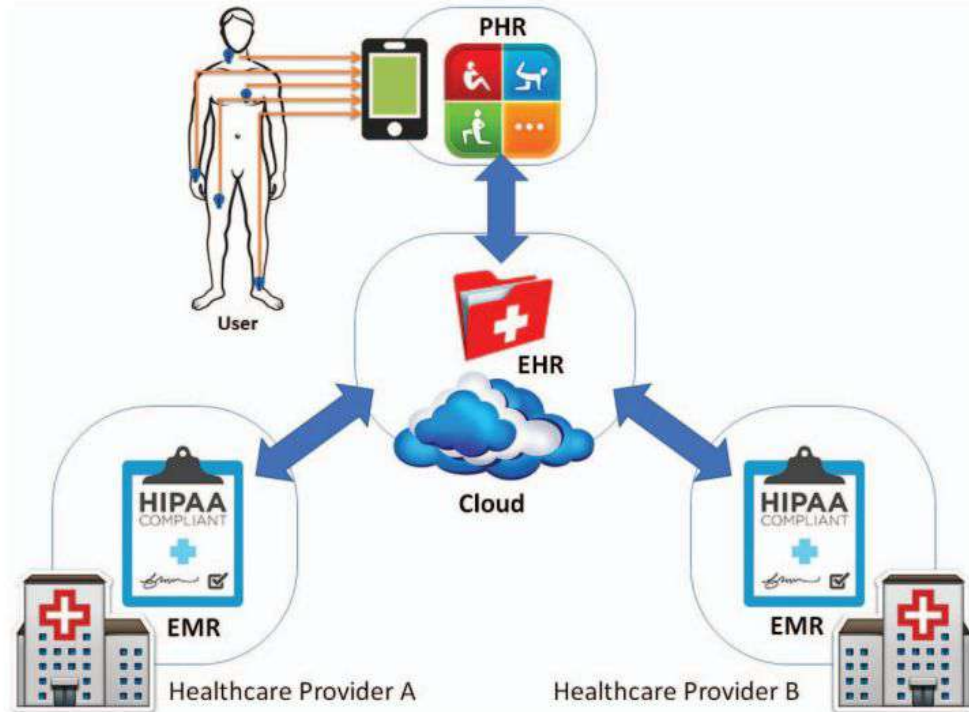 PHR
User
EHR
Cloud
HIPAA
COMPLIANT
EMR
Healthcare Provider A
HIPAA
COMPLIANT
EMR
Healthcare Provider B